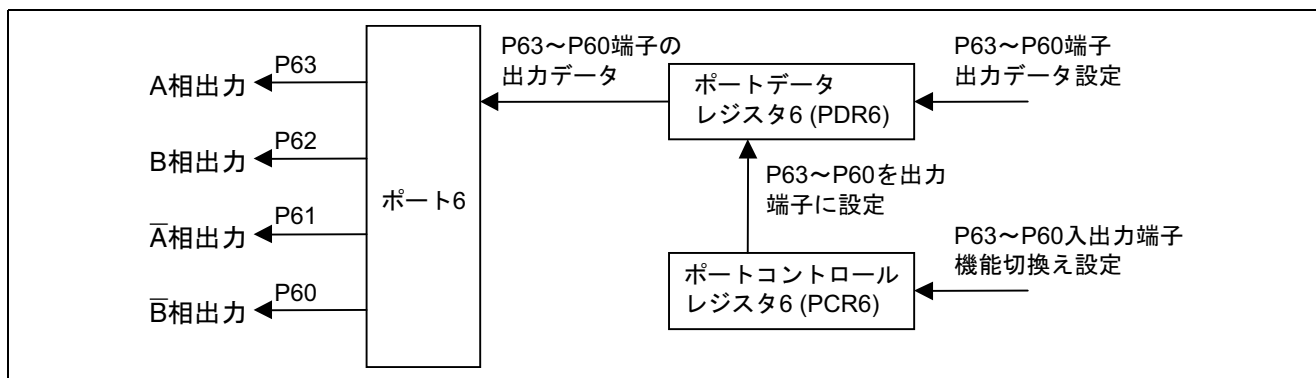 A相出力
P63
B相出力
P62
A̅相出力
P61
B̅相出力
P60
ポート6
P63～P60端子の
出力データ
ポートデータ
レジスタ6 (PDR6)
P63～P60端子
出力データ設定
P63～P60を出力
端子に設定
ポートコントロール
レジスタ6 (PCR6)
P63～P60入出力端子
機能切換え設定